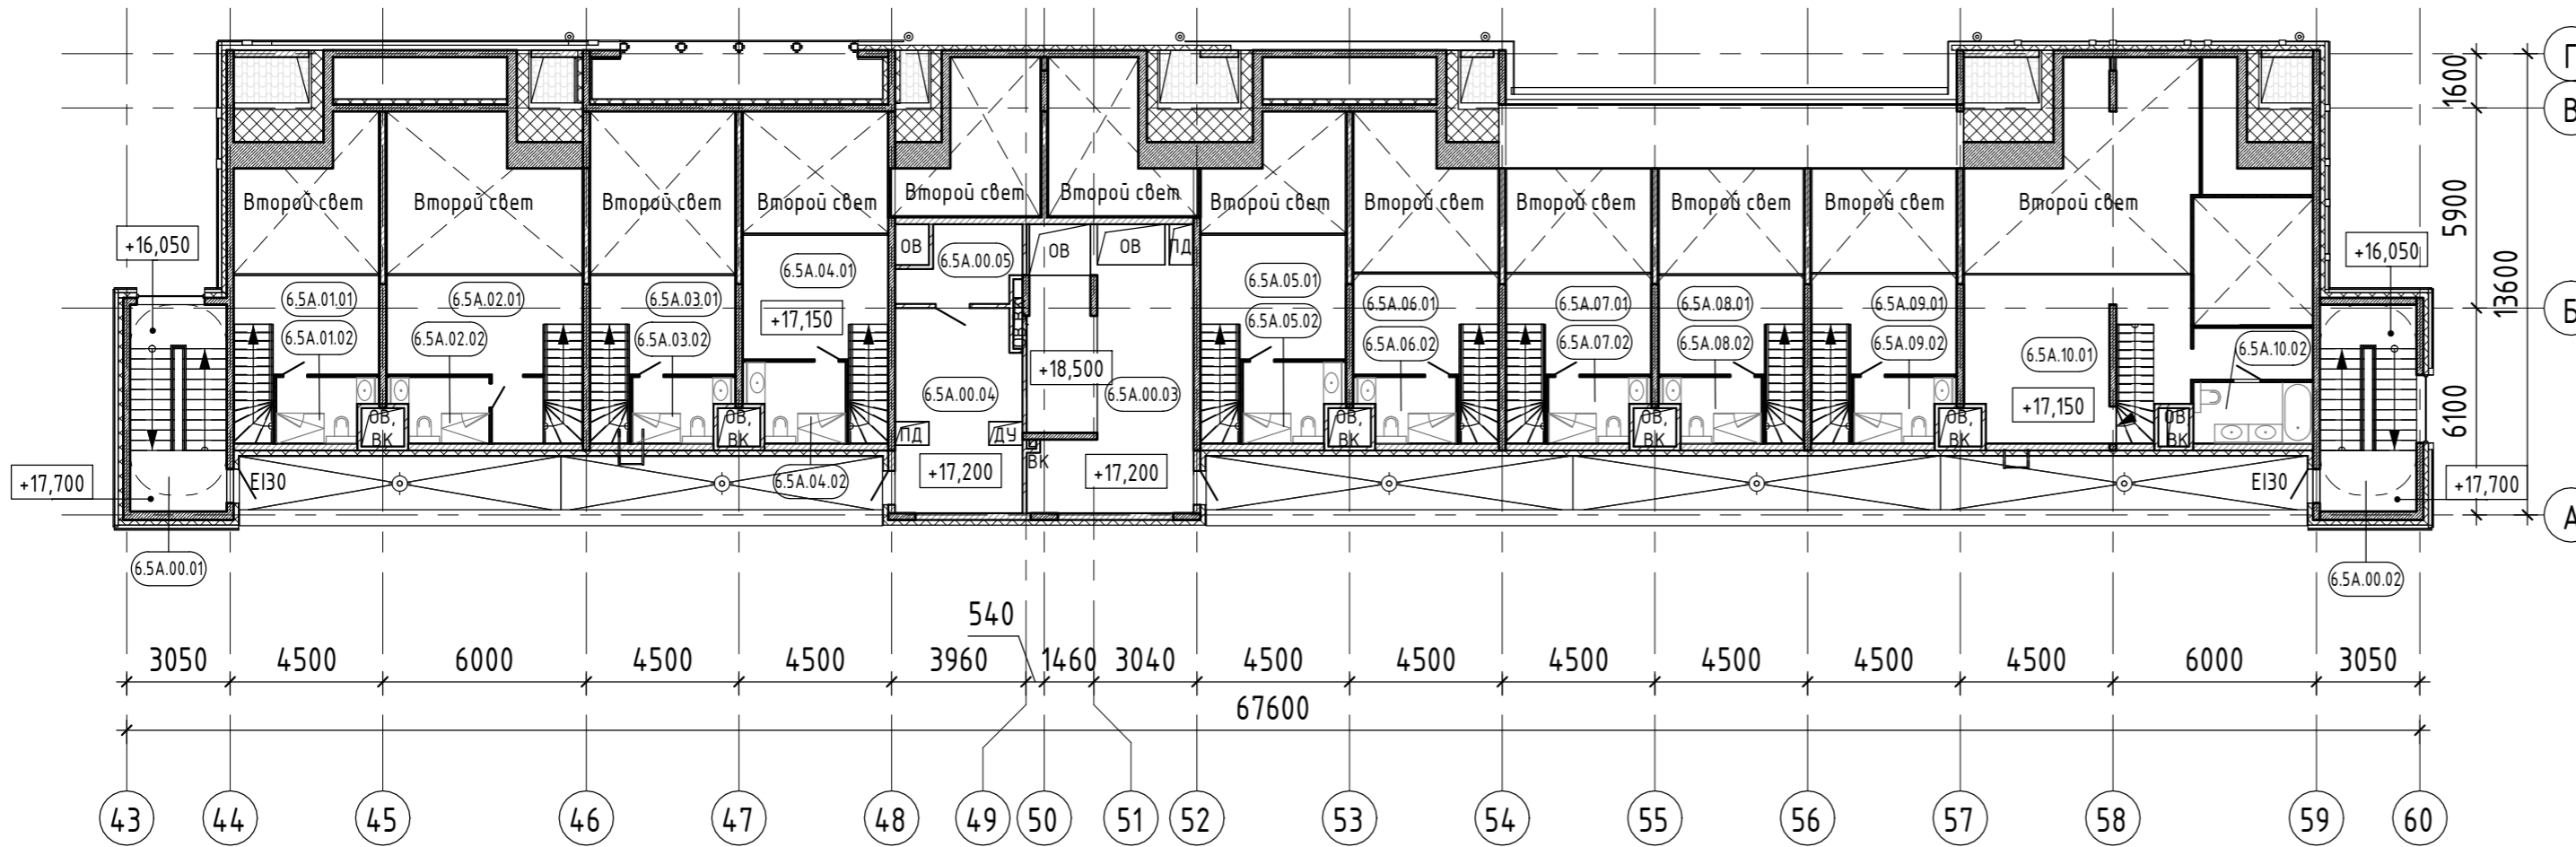 Г
1600
В
Второй свет Второй свет Второй свет Второй свет Второй свет Второй свет Второй свет Второй свет Второй свет Второй свет Второй свет Второй свет
5900
13600
+16,050
+16,050
ОВ 6.5А.00.05 ОВ ОВ ПД
6.5А.04.01
6.5А.05.01
6.5А.01.01 6.5А.02.01 6.5А.03.01 6.5А.06.01 6.5А.07.01 6.5А.08.01 6.5А.09.01
Б
+17,150
ОВ, ВК
6.5А.01.02 6.5А.02.02 6.5А.03.02 6.5А.05.02 6.5А.06.02 6.5А.07.02 6.5А.08.02 6.5А.09.02 6.5А.10.01 6.5А.10.02
+18,500
6.5А.00.04 6.5А.00.03
+17,150
6100
ОВ, ОВ, ОВ, ОВ, ОВ, ОВ,
ВК ВК ВК ВК ВК ВК
ПД ДУ
ВК
+17,700 EI30 6.5А.04.02 +17,200 +17,200 EI30 +17,700
А
6.5А.00.01
6.5А.00.02
540
3050 4500 6000 4500 4500 3960 1460 3040 4500 4500 4500 4500 4500 4500 6000 3050
67600
43 44 45 46 47 48 49 50 51 52 53 54 55 56 57 58 59 60